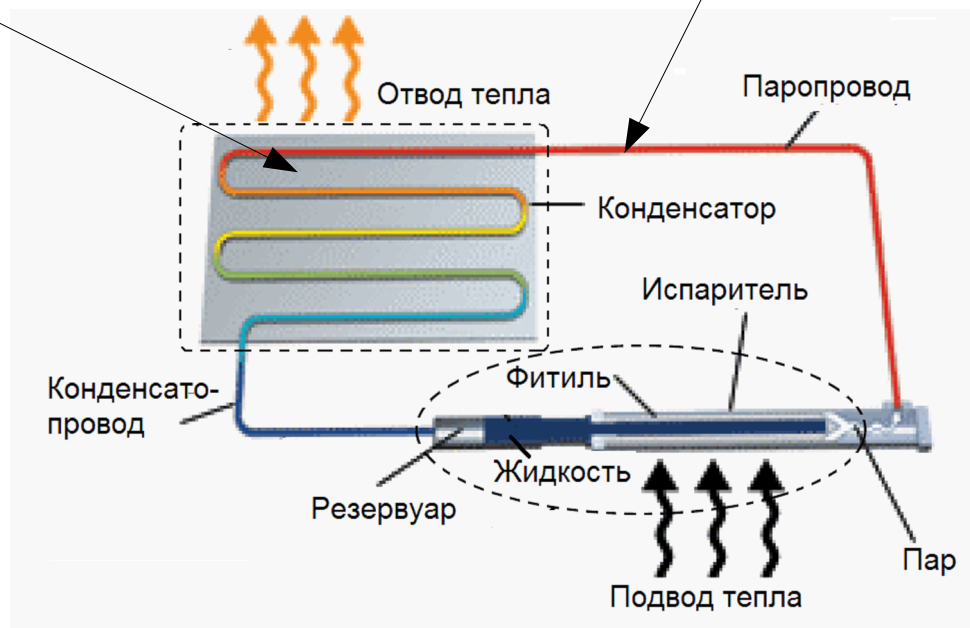 Отвод тепла
Паропровод
Конденсатор
Испаритель
Фитиль
Конденсато-
провод
Жидкость
Резервуар
Пар
Подвод тепла